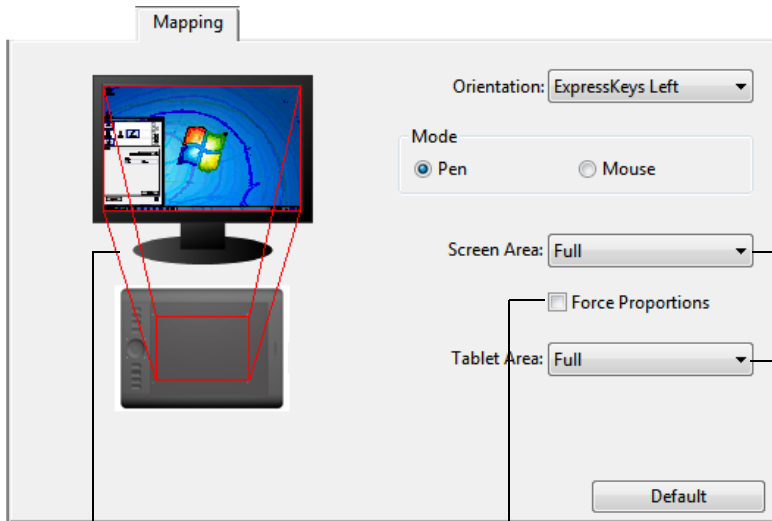 Mapping
Orientation: ExpressKeys Left
Mode
Pen
Mouse
Screen Area: Full
Force Proportions
Tablet Area: Full
Default